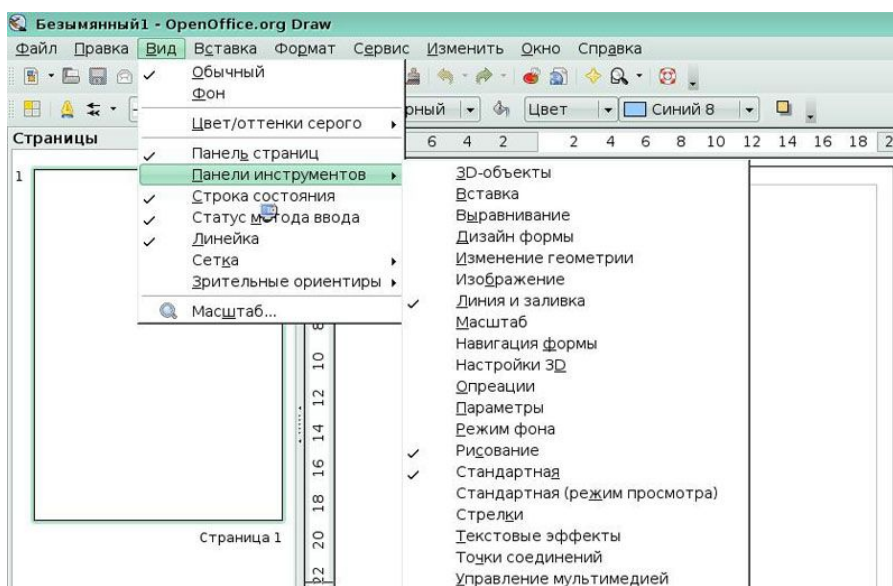 Безымянный1 - OpenOffice.org Draw
Файл Правка Вид Вставка Формат Сервис Изменить Окно Справка
Обычный
Фон
Цвет/оттенки серого
Панель страниц
Панели инструментов
Строка состояния
Статус метода ввода
Линейка
Сетка
Зрительные ориентиры
Масштаб...
рный Цвет Синий 8
Страницы
6 4 2 2 4 6 8 10 12 14 16 18 2
1
3D-объекты
Вставка
Выравнивание
Дизайн формы
Изменение геометрии
Изображение
Линия и заливка
Масштаб
Навигация формы
Настройки 3D
Опреации
Параметры
Режим фона
Рисование
Стандартная
Стандартная (режим просмотра)
Стрелки
Текстовые эффекты
Точки соединений
Управление мультимедией
8
10
12
14
16
18
20
22
Страница 1